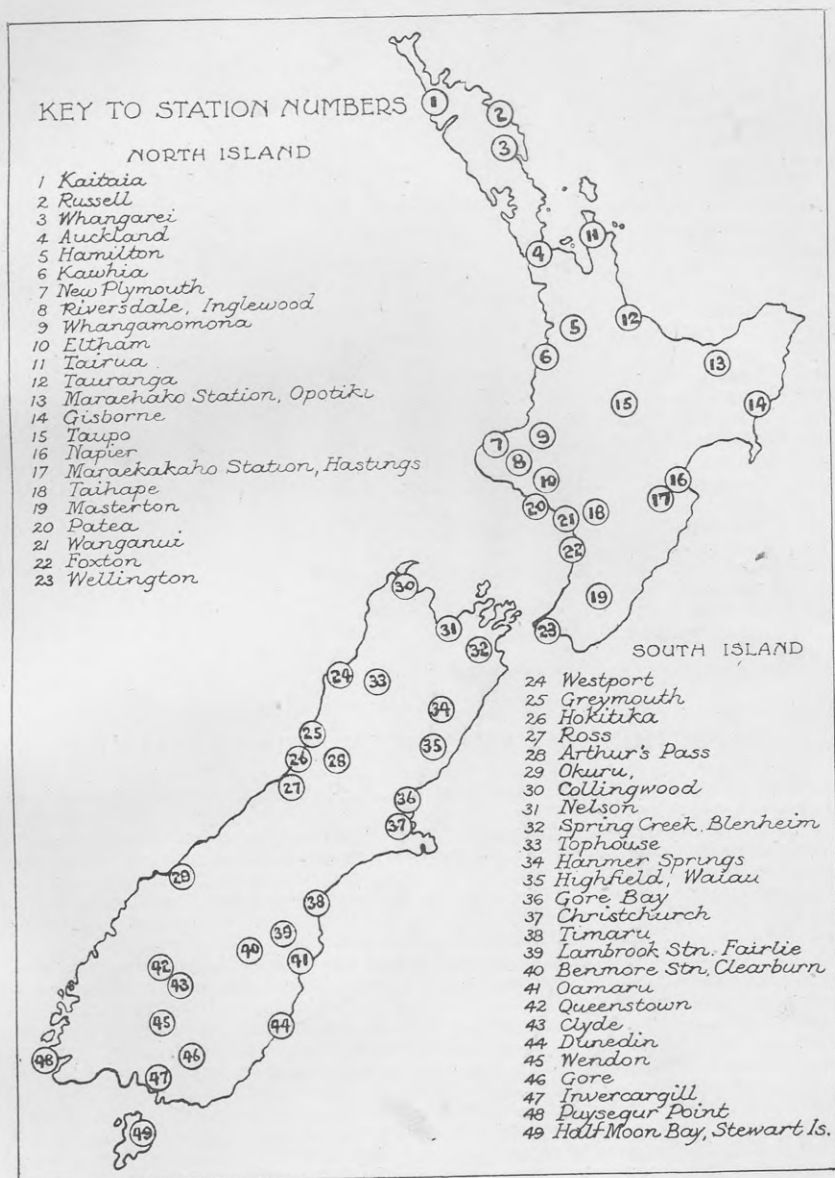 KEY TO STATION NUMBERS
NORTH ISLAND
1 Kaitaia
2 Russell
3 Whangarei
4 Auckland
5 Hamilton
6 Kawhia
7 New Plymouth
8 Riversdale, Inglewood
9 Whangamomona
10 Eltham
11 Tairua
12 Tauranga
13 Maraehako Station, Opotiki
14 Gisborne
15 Taupo
16 Napier
17 Maraekakaho Station, Hastings
18 Taihape
19 Masterton
20 Patea
21 Wanganui
22 Foxton
23 Wellington
1
2
3
4
11
5
12
6
13
15
14
7
9
8
10
16
17
20
21
18
22
19
23
30
31
32
24
33
34
25
35
26
28
27
36
37
29
38
39
40
41
42
43
45
44
46
48
47
49
SOUTH ISLAND
24 Westport
25 Greymouth
26 Hokitika
27 Ross
28 Arthur's Pass
29 Okuru,
30 Collingwood
31 Nelson
32 Spring Creek, Blenheim
33 Tophouse
34 Hanmer Springs
35 Highfield, Waiau
36 Gore Bay
37 Christchurch
38 Timaru
39 Lambrook Stn. Fairlie
40 Benmore Stn, Clearburn
41 Oamaru
42 Queenstown
43 Clyde
44 Dunedin
45 Wendon
46 Gore
47 Invercargill
48 Puysegur Point
49 Half Moon Bay, Stewart Is.